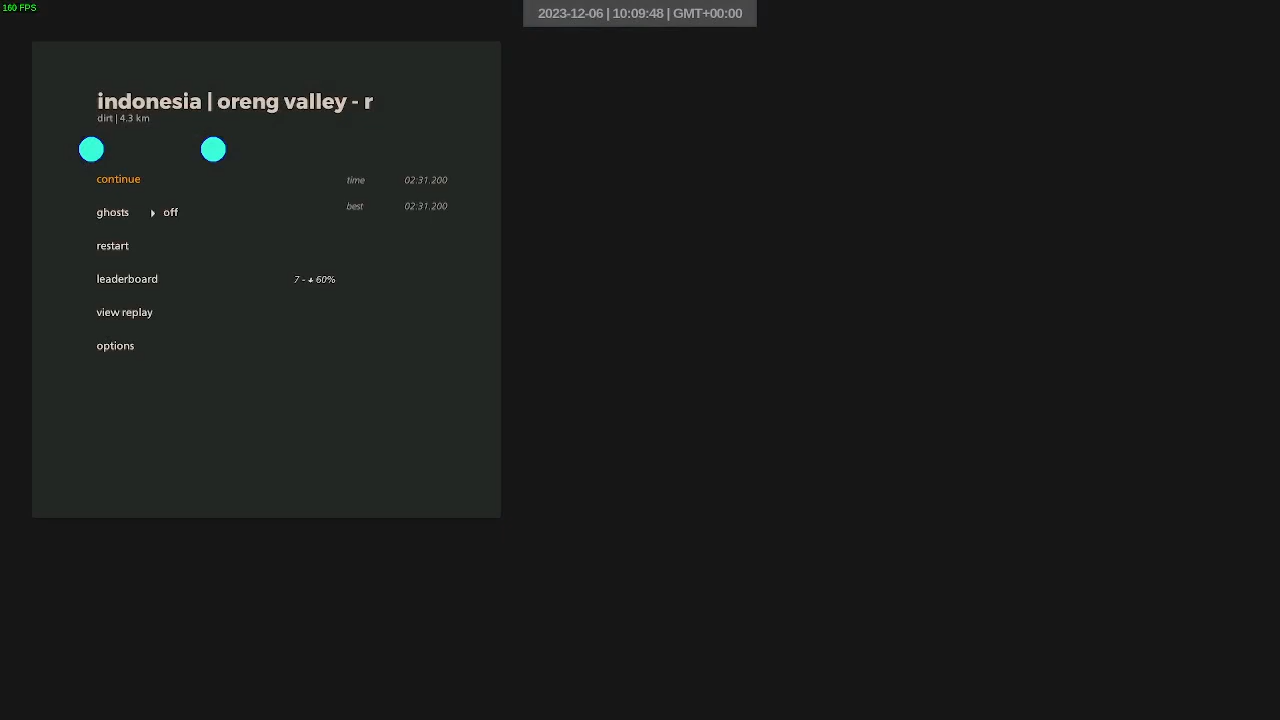 160 FPS
2023-12-06 | 10:09:48 | GMT+00:00
indonesia | oreng valley - r
dirt | 4.3 km
continue
time 02:31.200
ghosts off
best 02:31.200
restart
leaderboard 7 - 60%
view replay
options